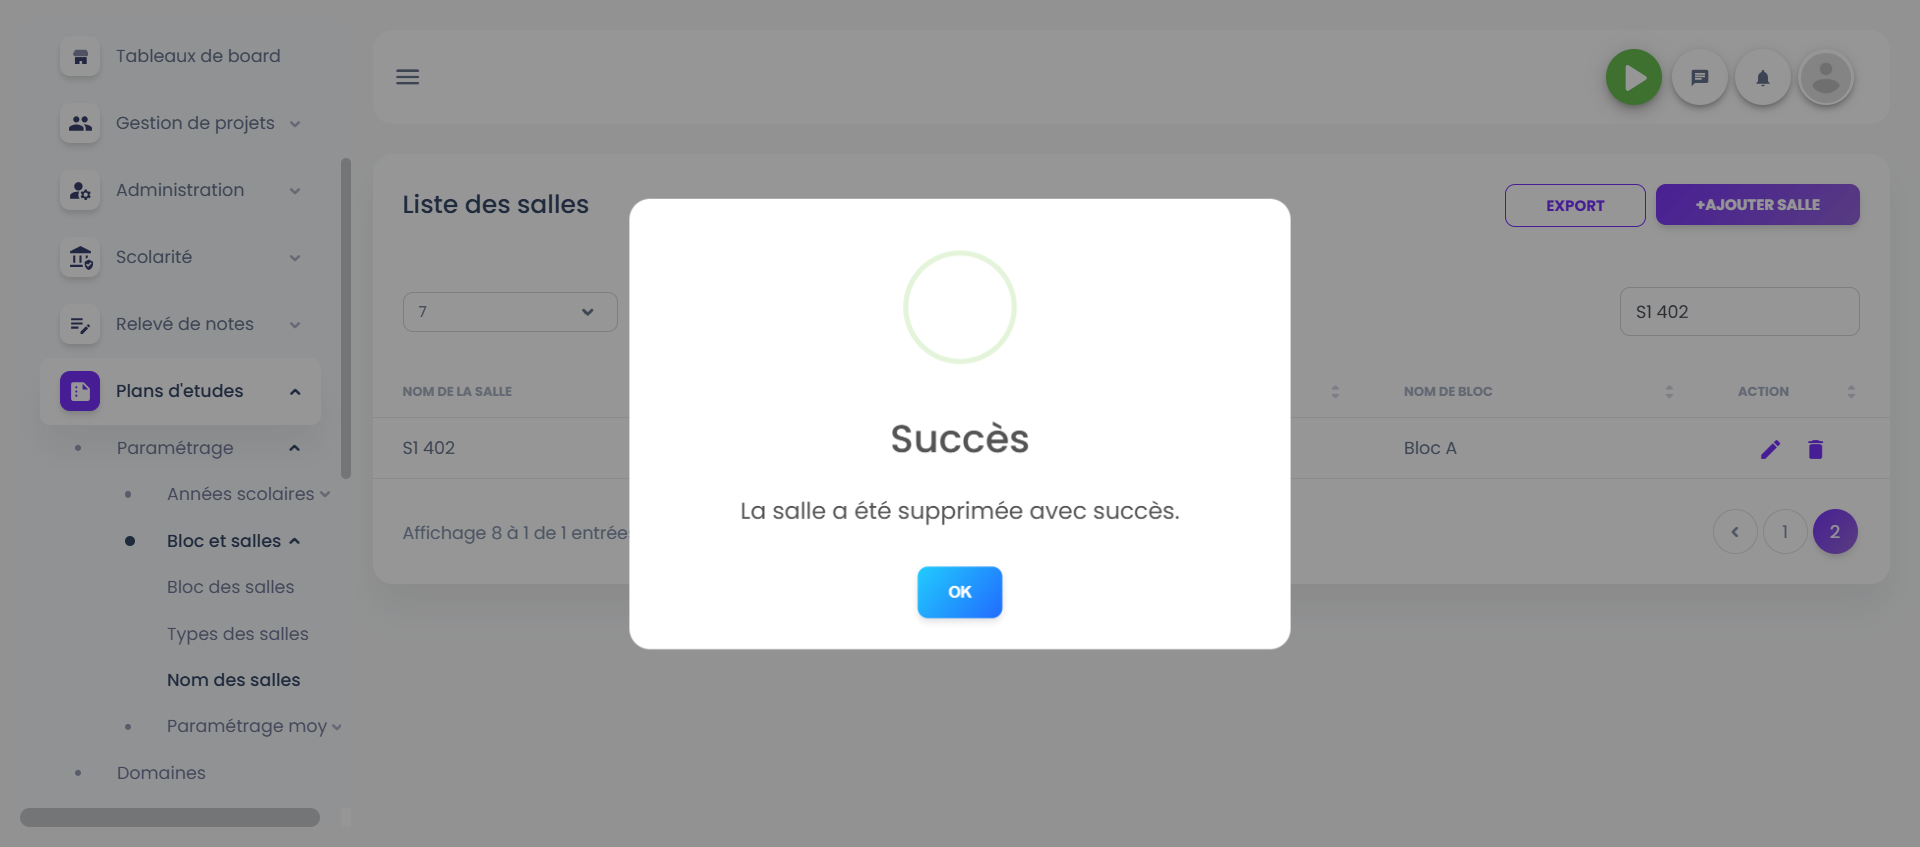 Tableaux de board
Gestion de projets
Administration
Scolarité
Relevé de notes
Plans d'etudes
Paramétrage
Années scolaires
Bloc et salles
Bloc des salles
Types des salles
Nom des salles
Paramétrage moy
Domaines
Liste des salles
EXPORT
+AJOUTER SALLE
7
S1 402
NOM DE LA SALLE
NOM DE BLOC
ACTION
S1 402
Bloc A
Affichage 8 à 1 de 1 entrées
1
2
Succès
La salle a été supprimée avec succès.
OK